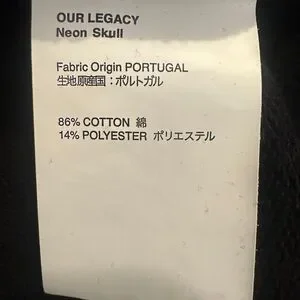 OUR LEGACY
Neon Skull
Fabric Origin PORTUGAL
生地原産国：ポルトガル
86% COTTON 綿
14% POLYESTER ポリエステル